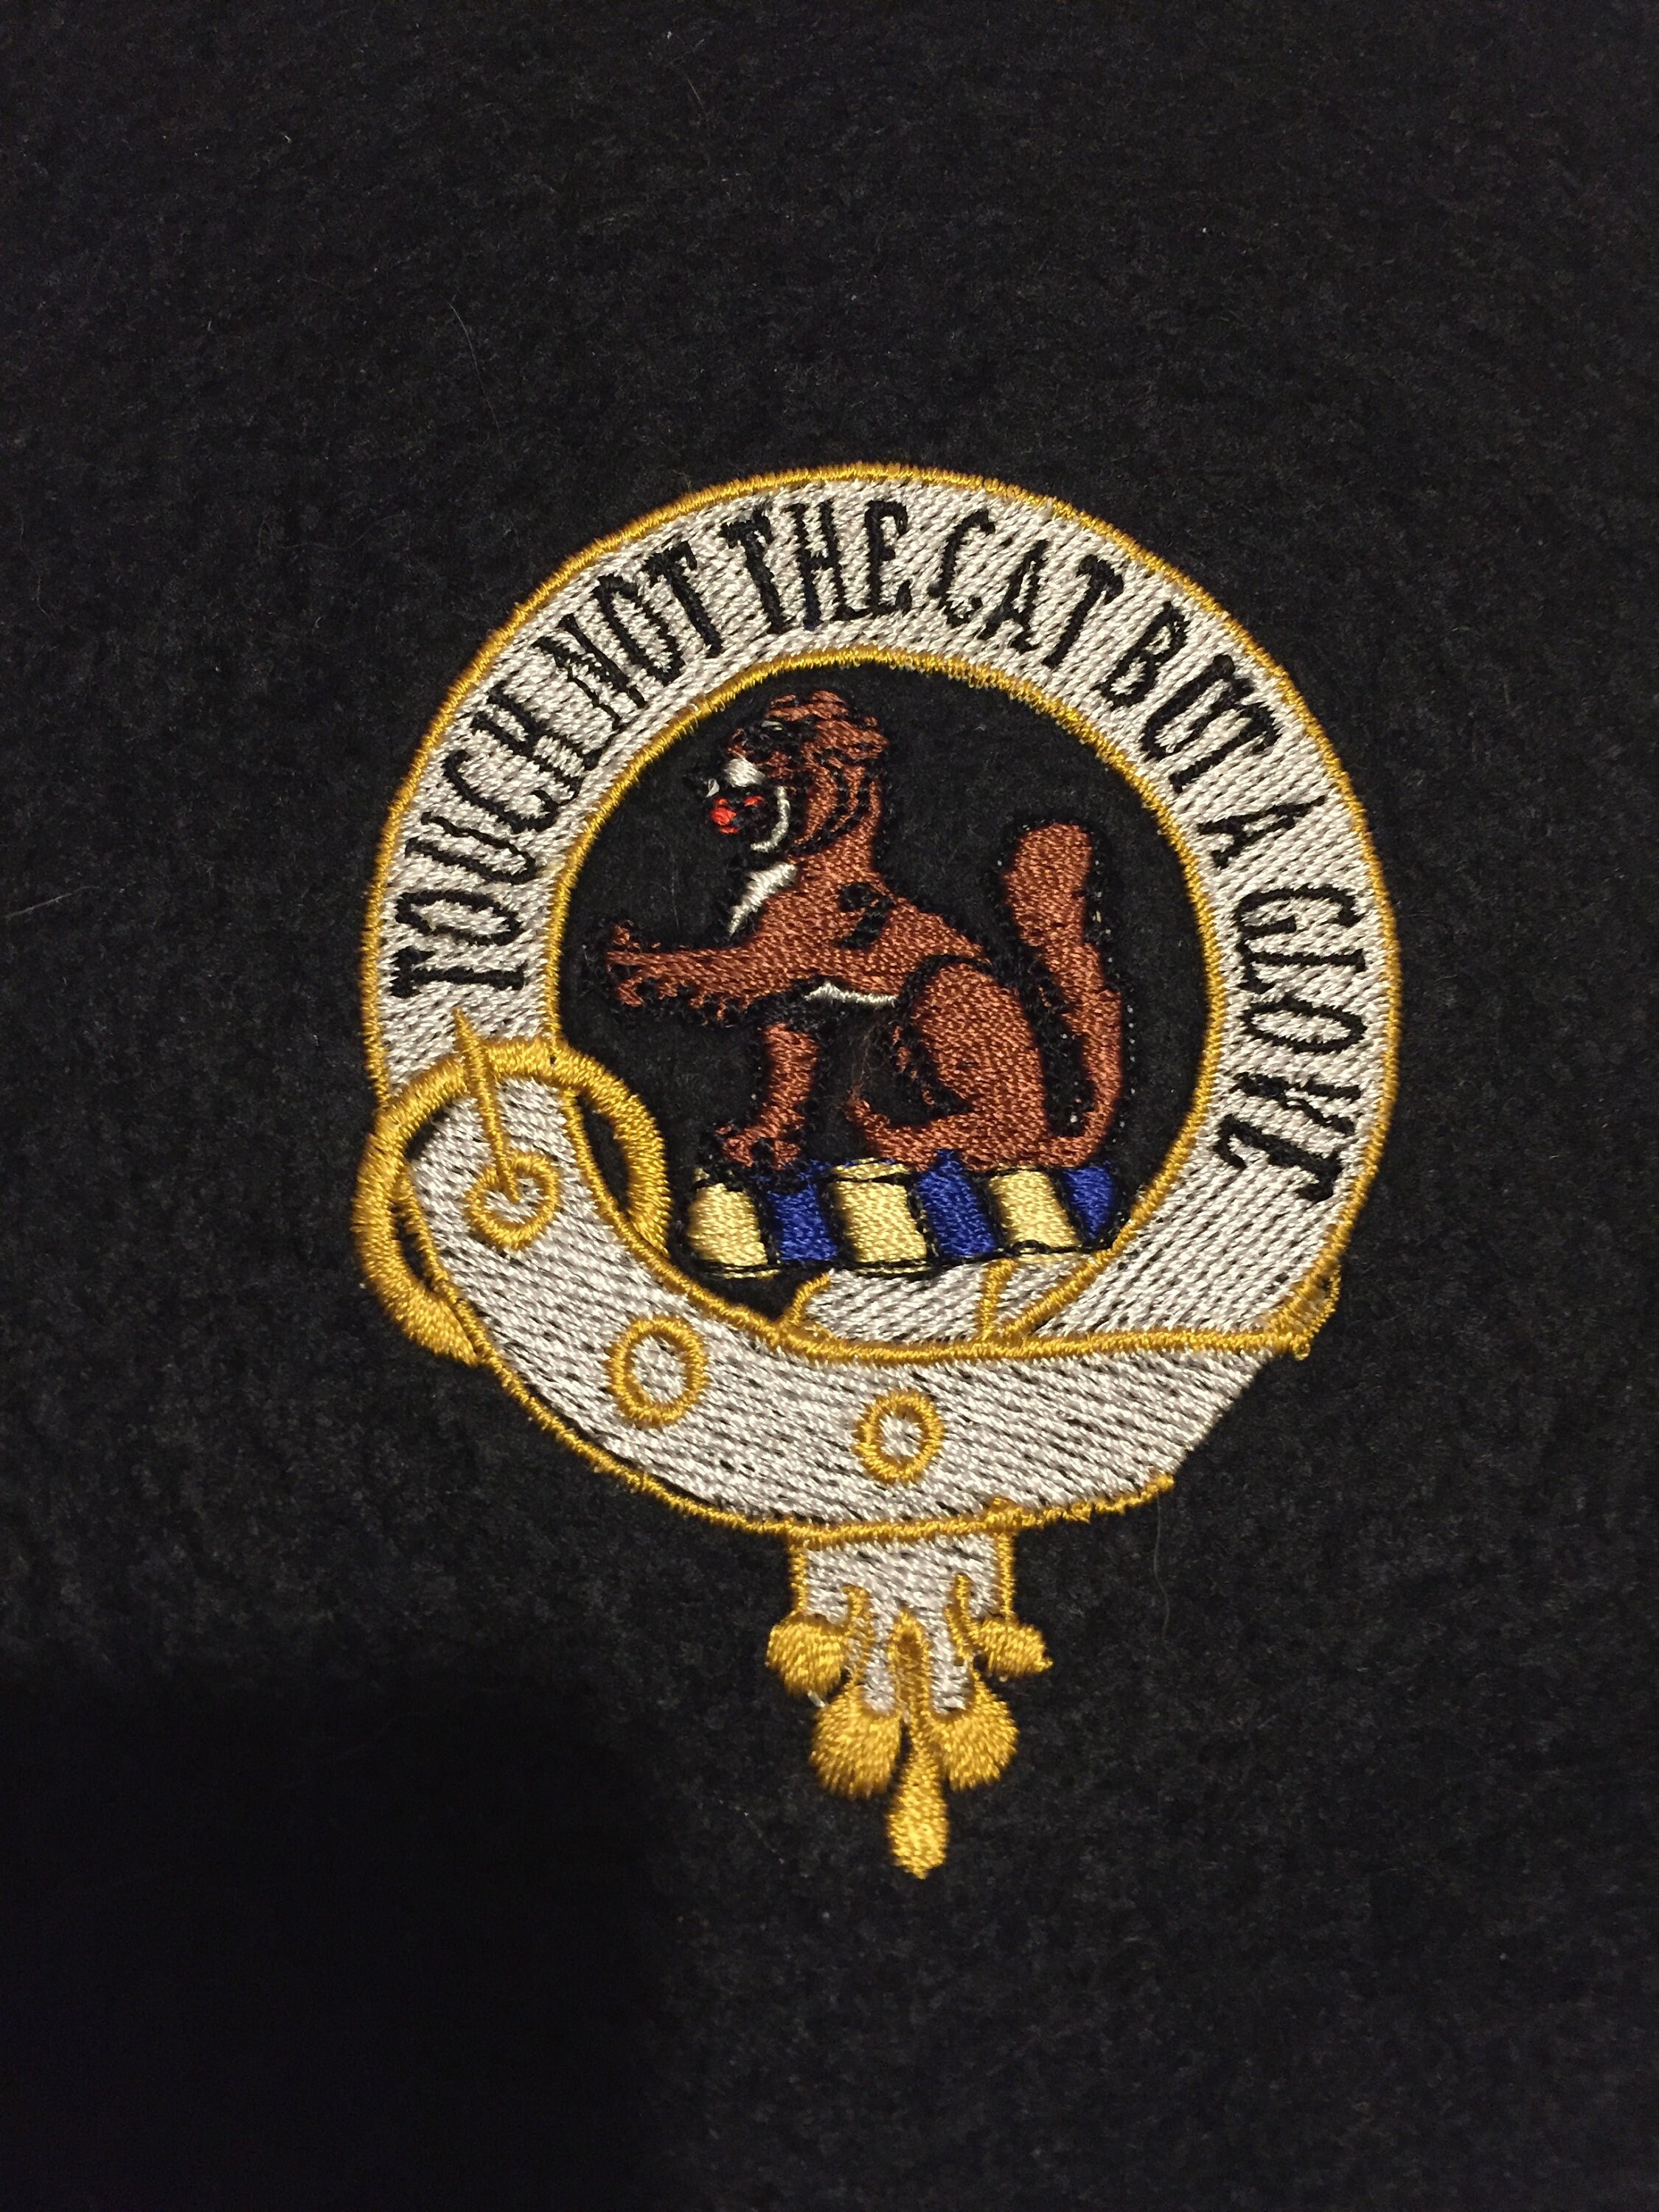 TOUCH NOT THE CAT BUT A GLOVE